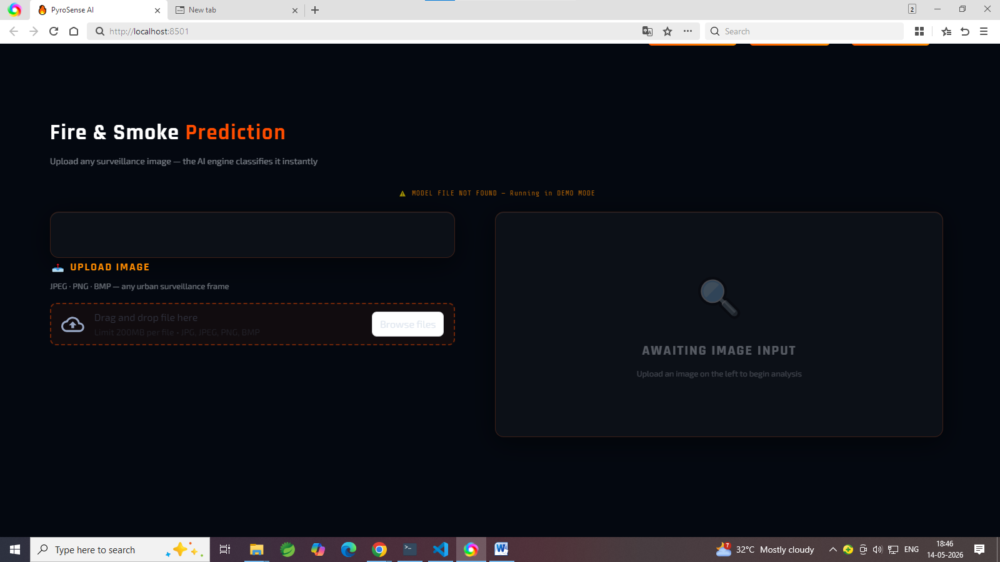 PyroSense AI
New tab
2
http://localhost:8501
Search
Fire & Smoke Prediction
Upload any surveillance image — the AI engine classifies it instantly
⚠ MODEL FILE NOT FOUND — Running in DEMO MODE
UPLOAD IMAGE
JPEG · PNG · BMP — any urban surveillance frame
Drag and drop file here
Limit 200MB per file • JPG, JPEG, PNG, BMP
Browse files
AWAITING IMAGE INPUT
Upload an image on the left to begin analysis
Type here to search
7
32°C Mostly cloudy
ENG
18:46
14-05-2026